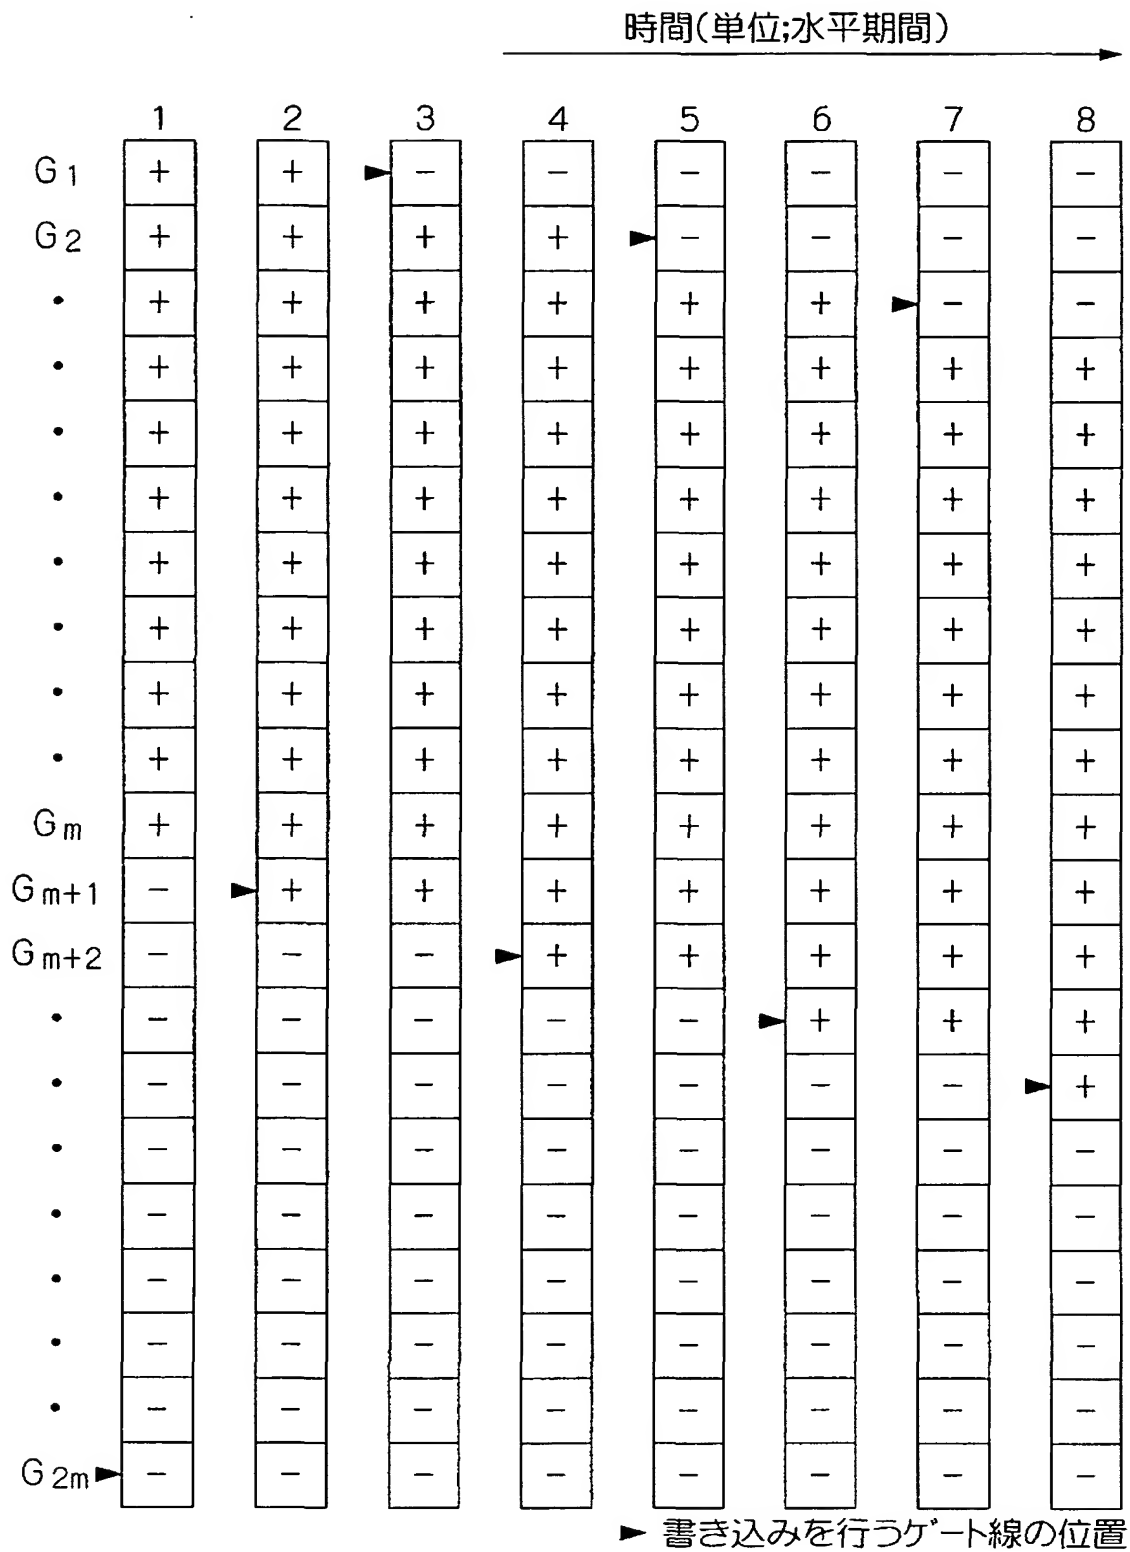 時間(単位;水平期間)
1 2 3 4 5 6 7 8
G1 + + ►- - - - - -
G2 + + + + ►- - - -
• + + + + + + ►- -
• + + + + + + + +
• + + + + + + + +
• + + + + + + + +
• + + + + + + + +
• + + + + + + + +
• + + + + + + + +
• + + + + + + + +
Gm + + + + + + + +
Gm+1 - ►+ + + + + + +
Gm+2 - - - ►+ + + + +
• - - - - - ►+ + +
• - - - - - - - ►+
• - - - - - - - -
• - - - - - - - -
• - - - - - - - -
• - - - - - - - -
• - - - - - - - -
G2m ►- - - - - - - -
► 書き込みを行うゲート線の位置